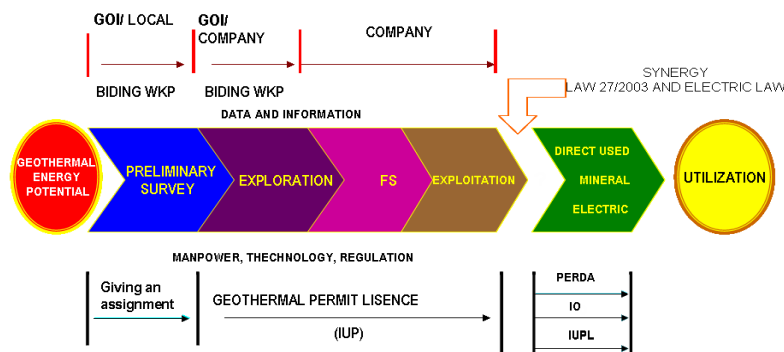 GOI/ LOCAL
GOI/
COMPANY
COMPANY
BIDING WKP
BIDING WKP
SYNERGY
LAW 27/2003 AND ELECTRIC LAW
DATA AND INFORMATION
GEOTHERMAL
ENERGY
POTENTIAL
PRELIMINARY
SURVEY
EXPLORATION
FS
EXPLOITATION
DIRECT USED
MINERAL
ELECTRIC
UTILIZATION
MANPOWER, THECHNOLOGY, REGULATION
Giving an
assignment
GEOTHERMAL PERMIT LISENCE
(IUP)
PERDA
IO
IUPL